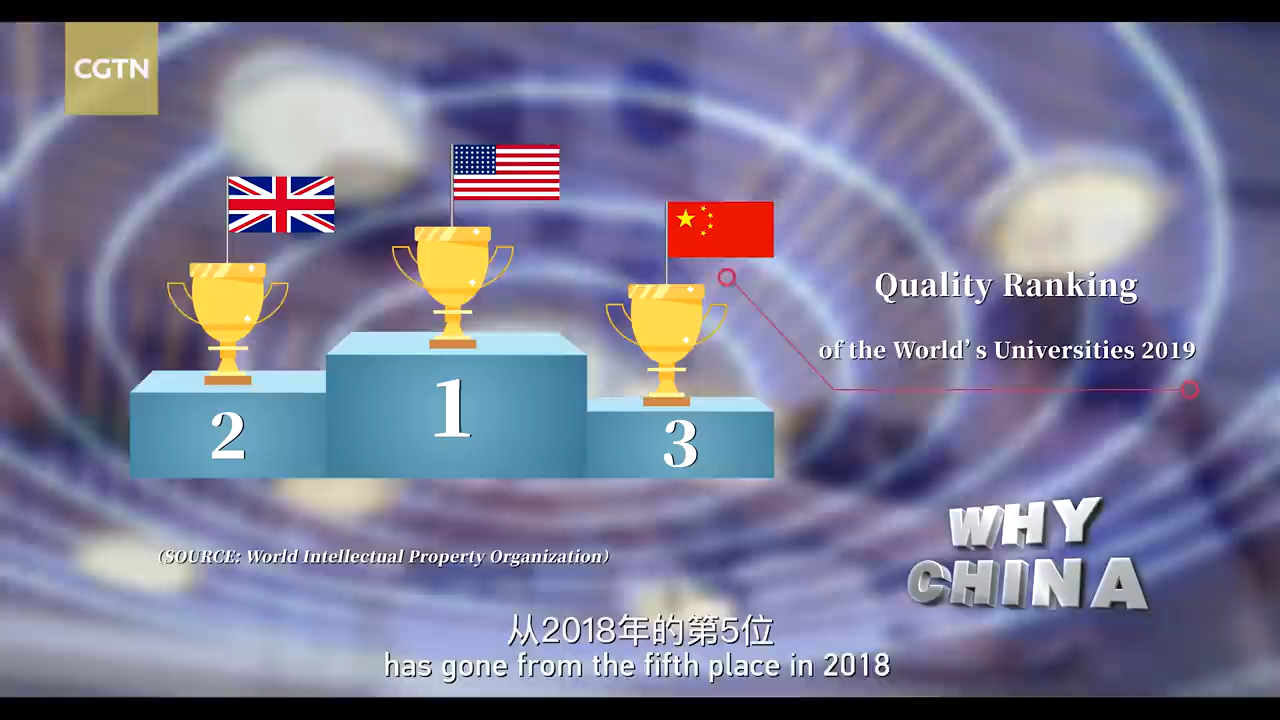 CGTN
2
1
3
Quality Ranking
of the World's Universities 2019
(SOURCE: World Intellectual Property Organization)
WHY
CHINA
从2018年的第5位
has gone from the fifth place in 2018